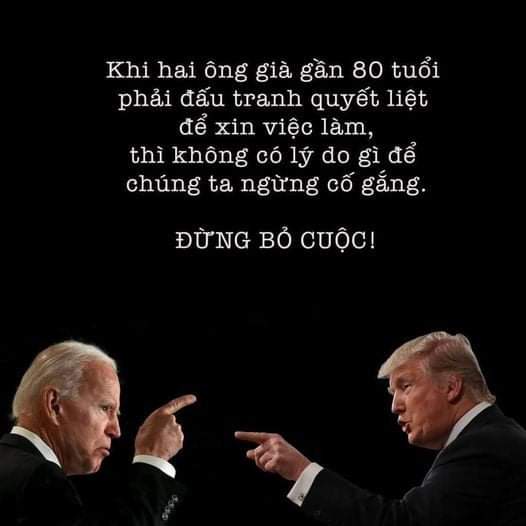 Khi hai ông già gần 80 tuổi
phải đấu tranh quyết liệt
để xin việc làm,
thì không có lý do gì để
chúng ta ngừng cố gắng.
ĐỪNG BỎ CUỘC!